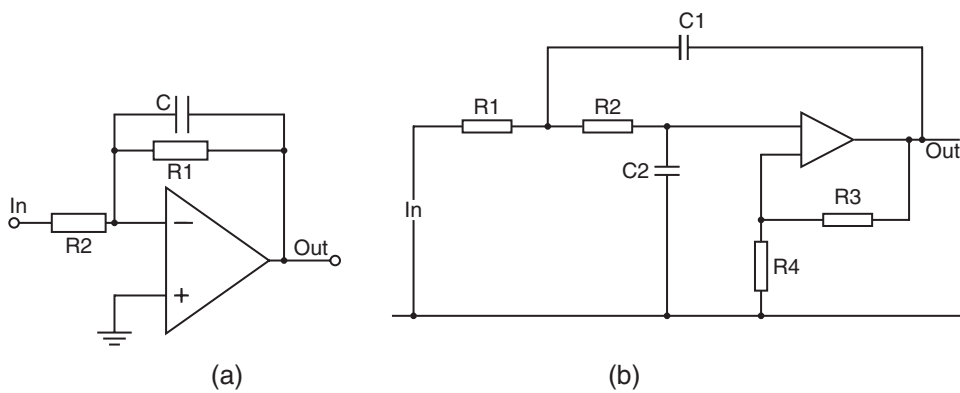 C
R1
In
R2
−
+
Out
(a)
C1
R1
R2
C2
In
Out
R3
R4
(b)